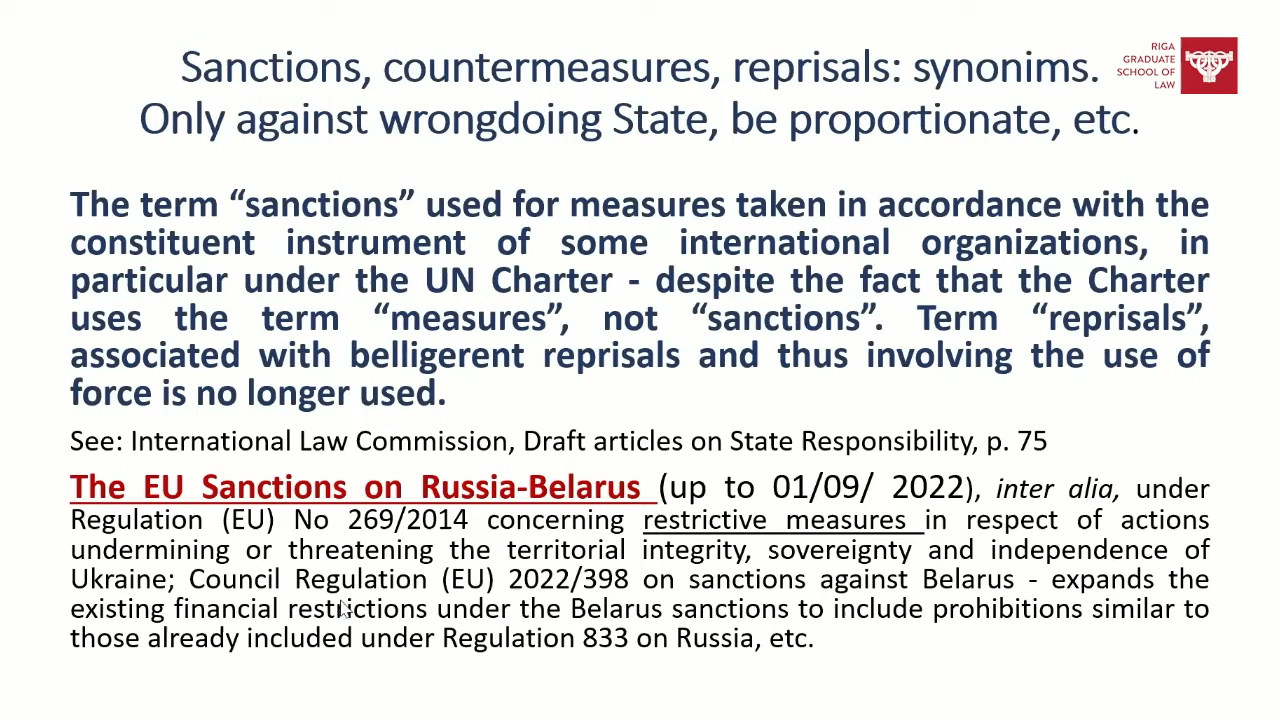 Sanctions, countermeasures, reprisals: synonims.
Only against wrongdoing State, be proportionate, etc.
RIGA
GRADUATE
SCHOOL OF
LAW
The term “sanctions” used for measures taken in accordance with the
constituent instrument of some international organizations, in
particular under the UN Charter - despite the fact that the Charter
uses the term “measures”, not “sanctions”. Term “reprisals”,
associated with belligerent reprisals and thus involving the use of
force is no longer used.
See: International Law Commission, Draft articles on State Responsibility, p. 75
The EU Sanctions on Russia-Belarus (up to 01/09/ 2022), inter alia, under
Regulation (EU) No 269/2014 concerning restrictive measures in respect of actions
undermining or threatening the territorial integrity, sovereignty and independence of
Ukraine; Council Regulation (EU) 2022/398 on sanctions against Belarus - expands the
existing financial restrictions under the Belarus sanctions to include prohibitions similar to
those already included under Regulation 833 on Russia, etc.